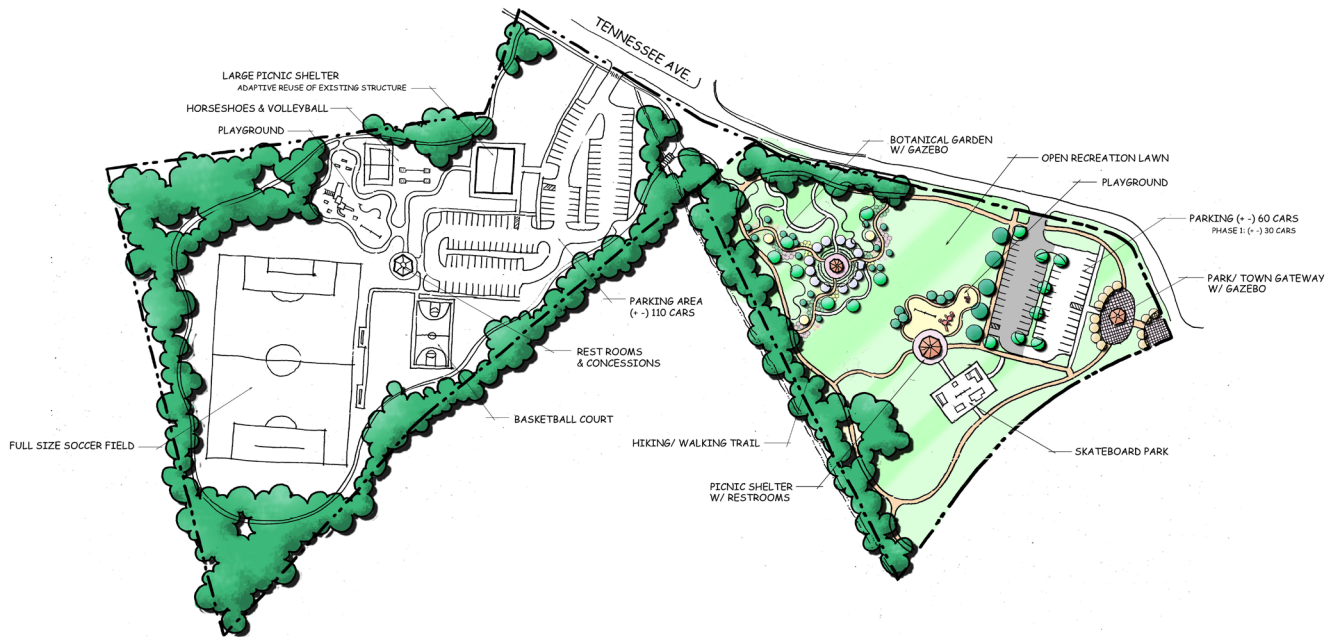 TENNESSEE AVE.
LARGE PICNIC SHELTER
ADAPTIVE REUSE OF EXISTING STRUCTURE
HORSESHOES & VOLLEYBALL
PLAYGROUND
BOTANICAL GARDEN
W/ GAZEBO
OPEN RECREATION LAWN
PLAYGROUND
PARKING (+ -) 60 CARS
PHASE 1: (+ -) 30 CARS
PARK/ TOWN GATEWAY
W/ GAZEBO
PARKING AREA
(+ -) 110 CARS
REST ROOMS
& CONCESSIONS
BASKETBALL COURT
FULL SIZE SOCCER FIELD
HIKING/ WALKING TRAIL
SKATEBOARD PARK
PICNIC SHELTER
W/ RESTROOMS